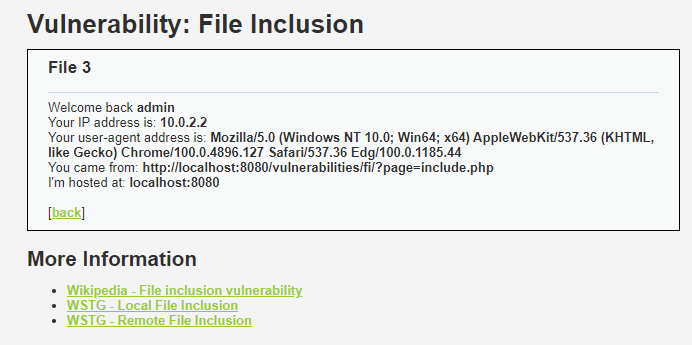 Vulnerability: File Inclusion
File 3
Welcome back admin
Your IP address is: 10.0.2.2
Your user-agent address is: Mozilla/5.0 (Windows NT 10.0; Win64; x64) AppleWebKit/537.36 (KHTML,
like Gecko) Chrome/100.0.4896.127 Safari/537.36 Edg/100.0.1185.44
You came from: http://localhost:8080/vulnerabilities/fi/?page=include.php
I'm hosted at: localhost:8080
[back]
More Information
• Wikipedia - File inclusion vulnerability
• WSTG - Local File Inclusion
• WSTG - Remote File Inclusion